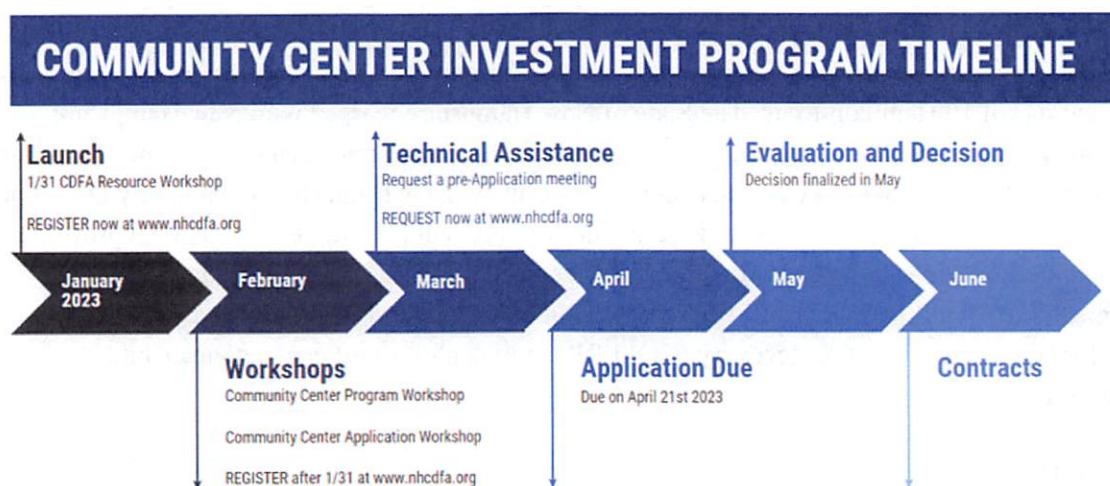 COMMUNITY CENTER INVESTMENT PROGRAM TIMELINE
Launch
1/31 CDFA Resource Workshop
REGISTER now at www.nhcdfa.org
Technical Assistance
Request a pre-Application meeting
REQUEST now at www.nhcdfa.org
Evaluation and Decision
Decision finalized in May
January
2023
February
March
April
May
June
Workshops
Community Center Program Workshop
Community Center Application Workshop
REGISTER after 1/31 at www.nhcdfa.org
Application Due
Due on April 21st 2023
Contracts